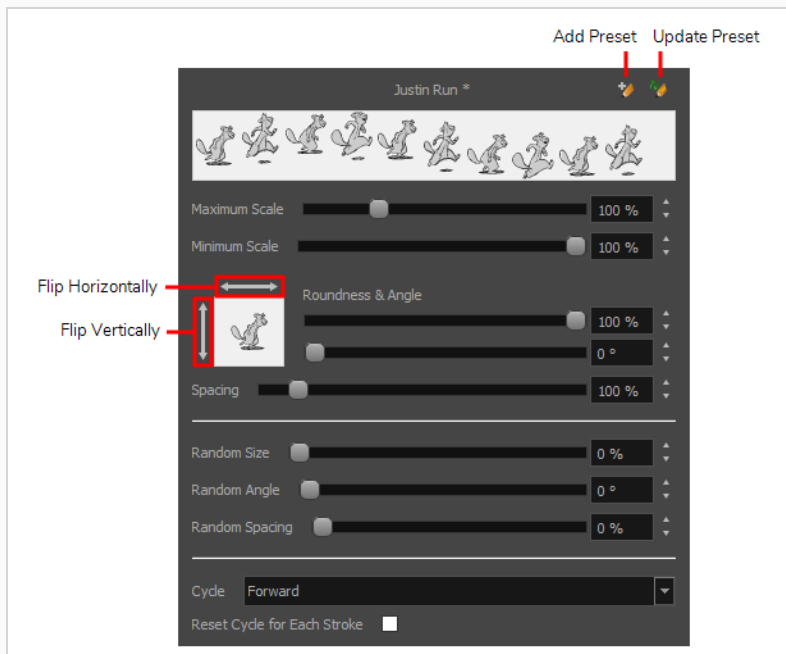 Add Preset Update Preset
Justin Run *
Maximum Scale 100 %
Minimum Scale 100 %
Flip Horizontally
Roundness & Angle
100 %
Flip Vertically
0 °
Spacing 100 %
Random Size 0 %
Random Angle 0 °
Random Spacing 0 %
Cycle Forward
Reset Cycle for Each Stroke